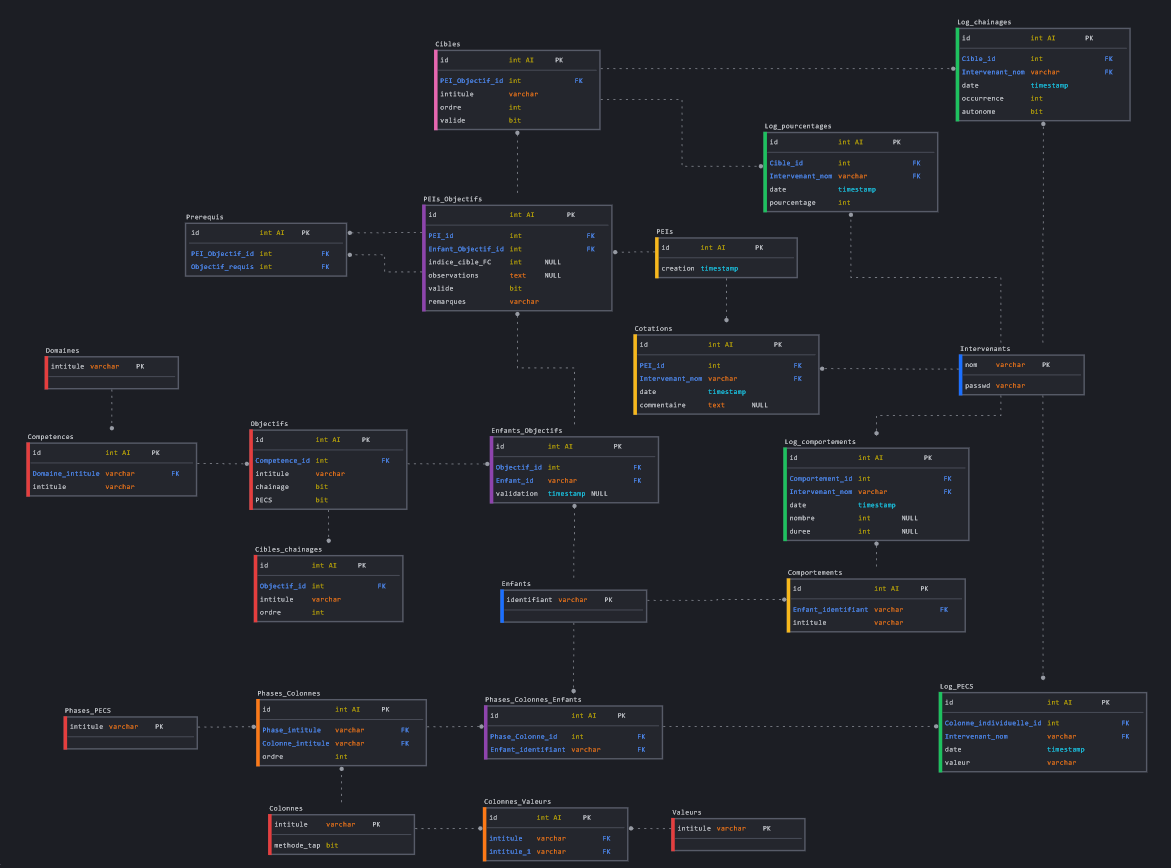 Log_chainages
id int AI PK
Cible_id int FK
Intervenant_nom varchar FK
date timestamp
occurrence int
autonome bit
Cibles
id int AI PK
PEI_Objectif_id int FK
intitule varchar
ordre int
valide bit
Log_pourcentages
id int AI PK
Cible_id int FK
Intervenant_nom varchar FK
date timestamp
pourcentage int
PEIs_Objectifs
id int AI PK
PEI_id int FK
Enfant_Objectif_id int FK
indice_cible_FC int NULL
observations text NULL
valide bit
remarques varchar
Prerequis
id int AI PK
PEI_Objectif_id int FK
Objectif_requis int FK
PEIs
id int AI PK
creation timestamp
Cotations
id int AI PK
PEI_id int FK
Intervenant_nom varchar FK
date timestamp
commentaire text NULL
Intervenants
nom varchar PK
passwd varchar
Domaines
intitule varchar PK
Competences
id int AI PK
Domaine_intitule varchar FK
intitule varchar
Objectifs
id int AI PK
Competence_id int FK
intitule varchar
chainage bit
PECS bit
Enfants_Objectifs
id int AI PK
Objectif_id int FK
Enfant_id varchar FK
validation timestamp NULL
Log_comportements
id int AI PK
Comportement_id int FK
Intervenant_nom varchar FK
date timestamp
nombre int NULL
duree int NULL
Cibles_chainages
id int AI PK
Objectif_id int FK
intitule varchar
ordre int
Enfants
identifiant varchar PK
Comportements
id int AI PK
Enfant_identifiant varchar FK
intitule varchar
Phases_PECS
intitule varchar PK
Phases_Colonnes
id int AI PK
Phase_intitule varchar FK
Colonne_intitule varchar FK
ordre int
Phases_Colonnes_Enfants
id int AI PK
Phase_Colonne_id int FK
Enfant_identifiant varchar FK
Log_PECS
id int AI PK
Colonne_individuelle_id int FK
Intervenant_nom varchar FK
date timestamp
valeur varchar
Colonnes
intitule varchar PK
methode_tap bit
Colonnes_Valeurs
id int AI PK
intitule varchar FK
intitule_1 varchar FK
Valeurs
intitule varchar PK